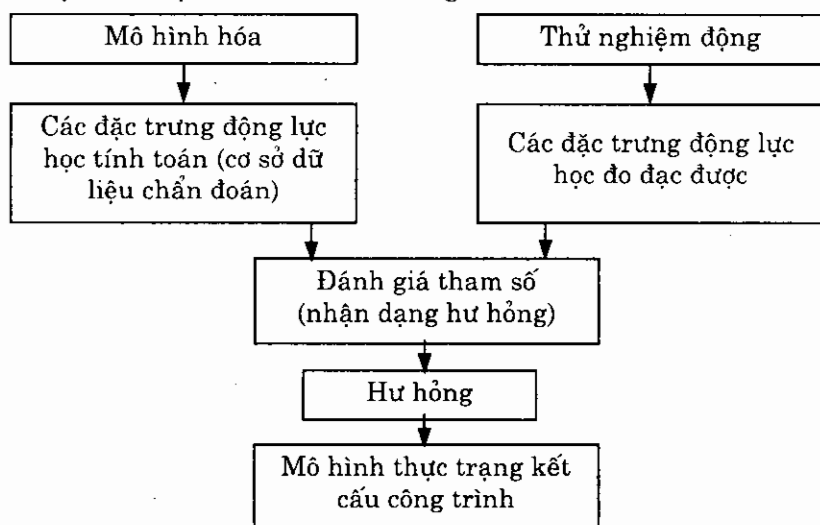 Mô hình hóa
Thử nghiệm động
Các đặc trưng động lực
học tính toán (cơ sở dữ
liệu chẩn đoán)
Các đặc trưng động lực
học đo đạc được
Đánh giá tham số
(nhận dạng hư hỏng)
Hư hỏng
Mô hình thực trạng kết
cấu công trình